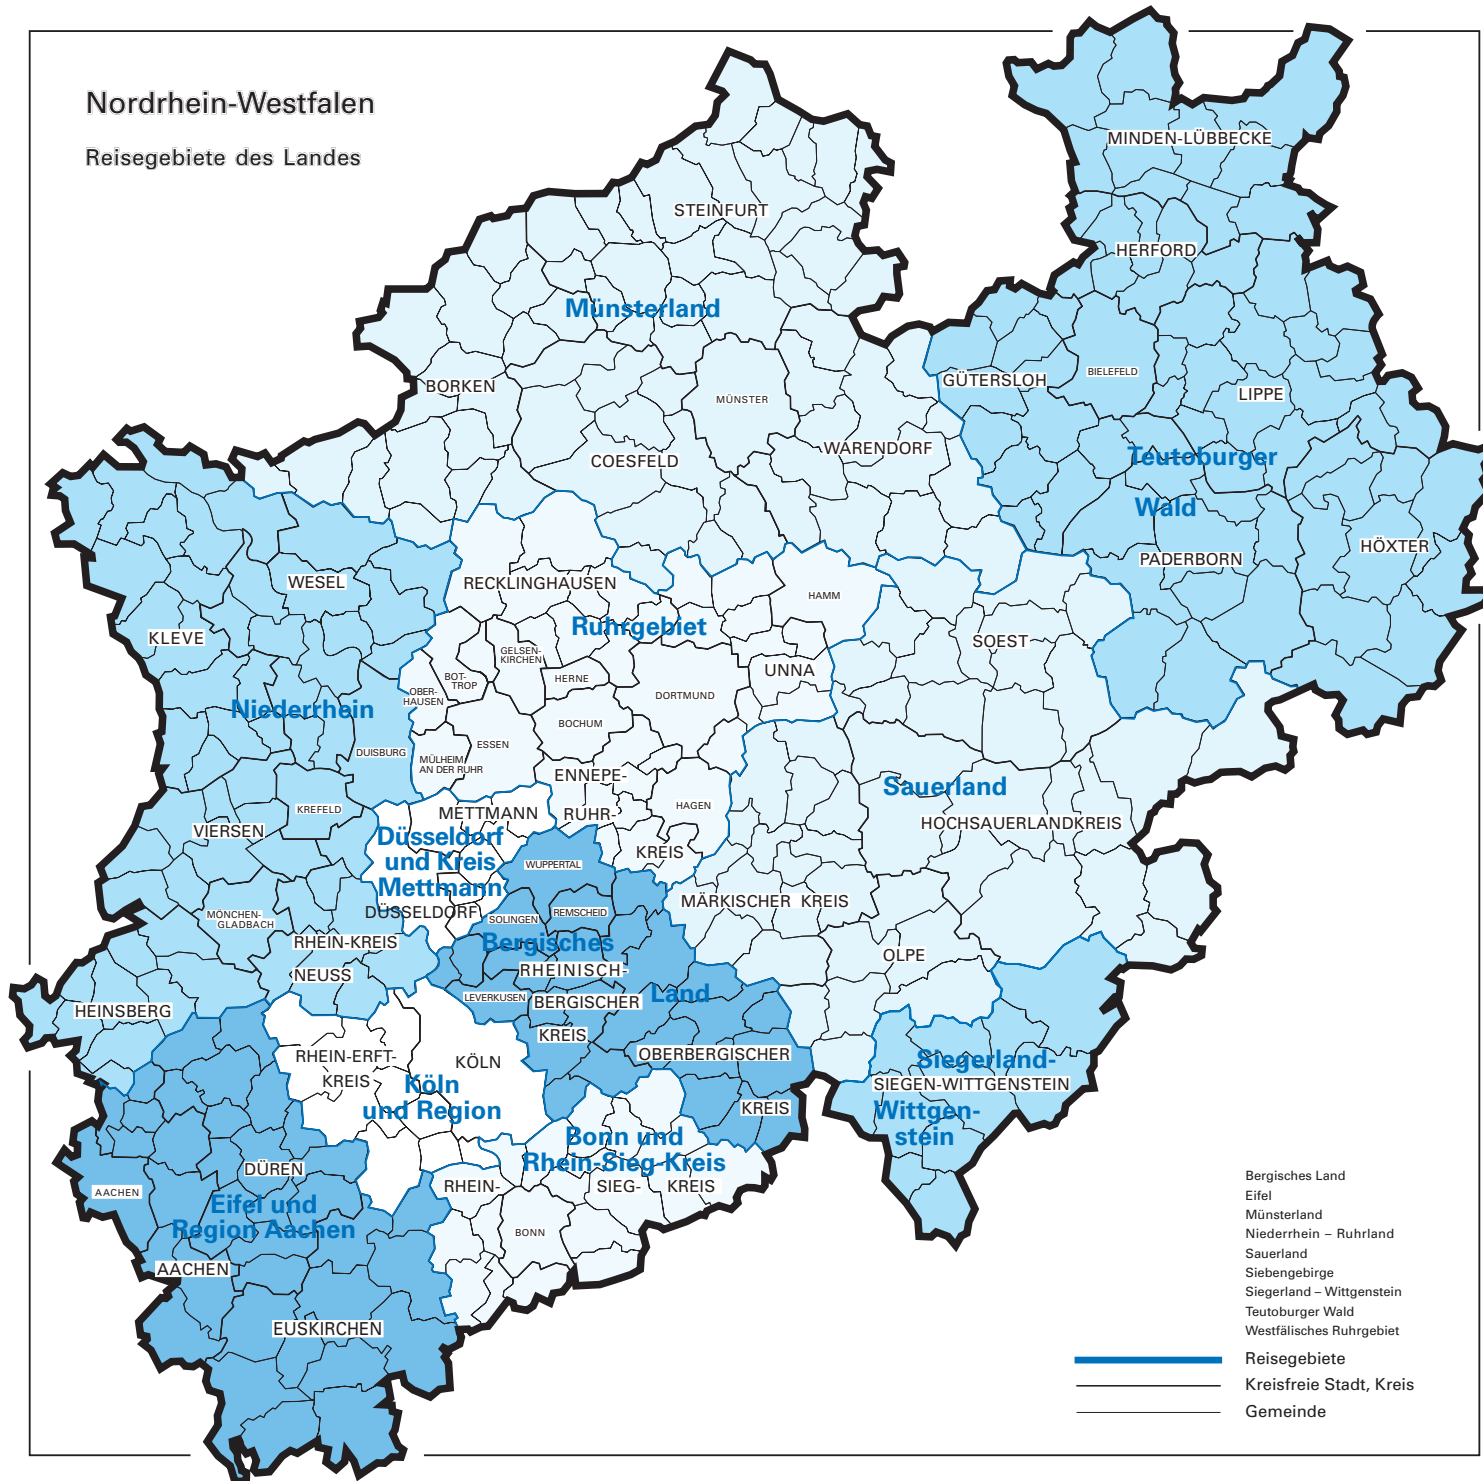 Nordrhein-Westfalen
Reisegebiete des Landes
MINDEN-LÜBBECKE
STEINFURT
HERFORD
Münsterland
BIELEFELD
GÜTERSLOH
BORKEN
LIPPE
MÜNSTER
WARENDORF
Teutoburger
Wald
COESFELD
HÖXTER
PADERBORN
WESEL
RECKLINGHAUSEN
HAMM
Ruhrgebiet
KLEVE
SOEST
GELSEN-
KIRCHEN
UNNA
HERNE
BOT-
TROP
OBER-
HAUSEN
DORTMUND
Niederrhein
BOCHUM
ESSEN
DUISBURG
MÜLHEIM
AN DER RUHR
ENNEPE-
RUHR-
KREIS
Sauerland
HAGEN
KREFELD
METTMANN
HOCHSAUERLANDKREIS
VIERSEN
Düsseldorf
und Kreis
Mettmann
WUPPERTAL
MÄRKISCHER KREIS
DÜSSELDORF
SOLINGEN
REMSCHEID
MÖNCHEN-
GLADBACH
RHEIN-KREIS
NEUSS
Bergisches
Land
OLPE
RHEINISCH-
BERGISCHER
KREIS
LEVERKUSEN
HEINSBERG
RHEIN-ERFT-
KREIS
KÖLN
OBERBERGISCHER
KREIS
Siegerland-
Wittgen-
stein
SIEGEN-WITTGENSTEIN
Köln
und Region
Bonn und
Rhein-Sieg-Kreis
DÜREN
RHEIN-
SIEG-
KREIS
AACHEN
Eifel und
Region Aachen
BONN
AACHEN
EUSKIRCHEN
Bergisches Land
Eifel
Münsterland
Niederrhein – Ruhrland
Sauerland
Siebengebirge
Siegerland – Wittgenstein
Teutoburger Wald
Westfälisches Ruhrgebiet
Reisegebiete
Kreisfreie Stadt, Kreis
Gemeinde